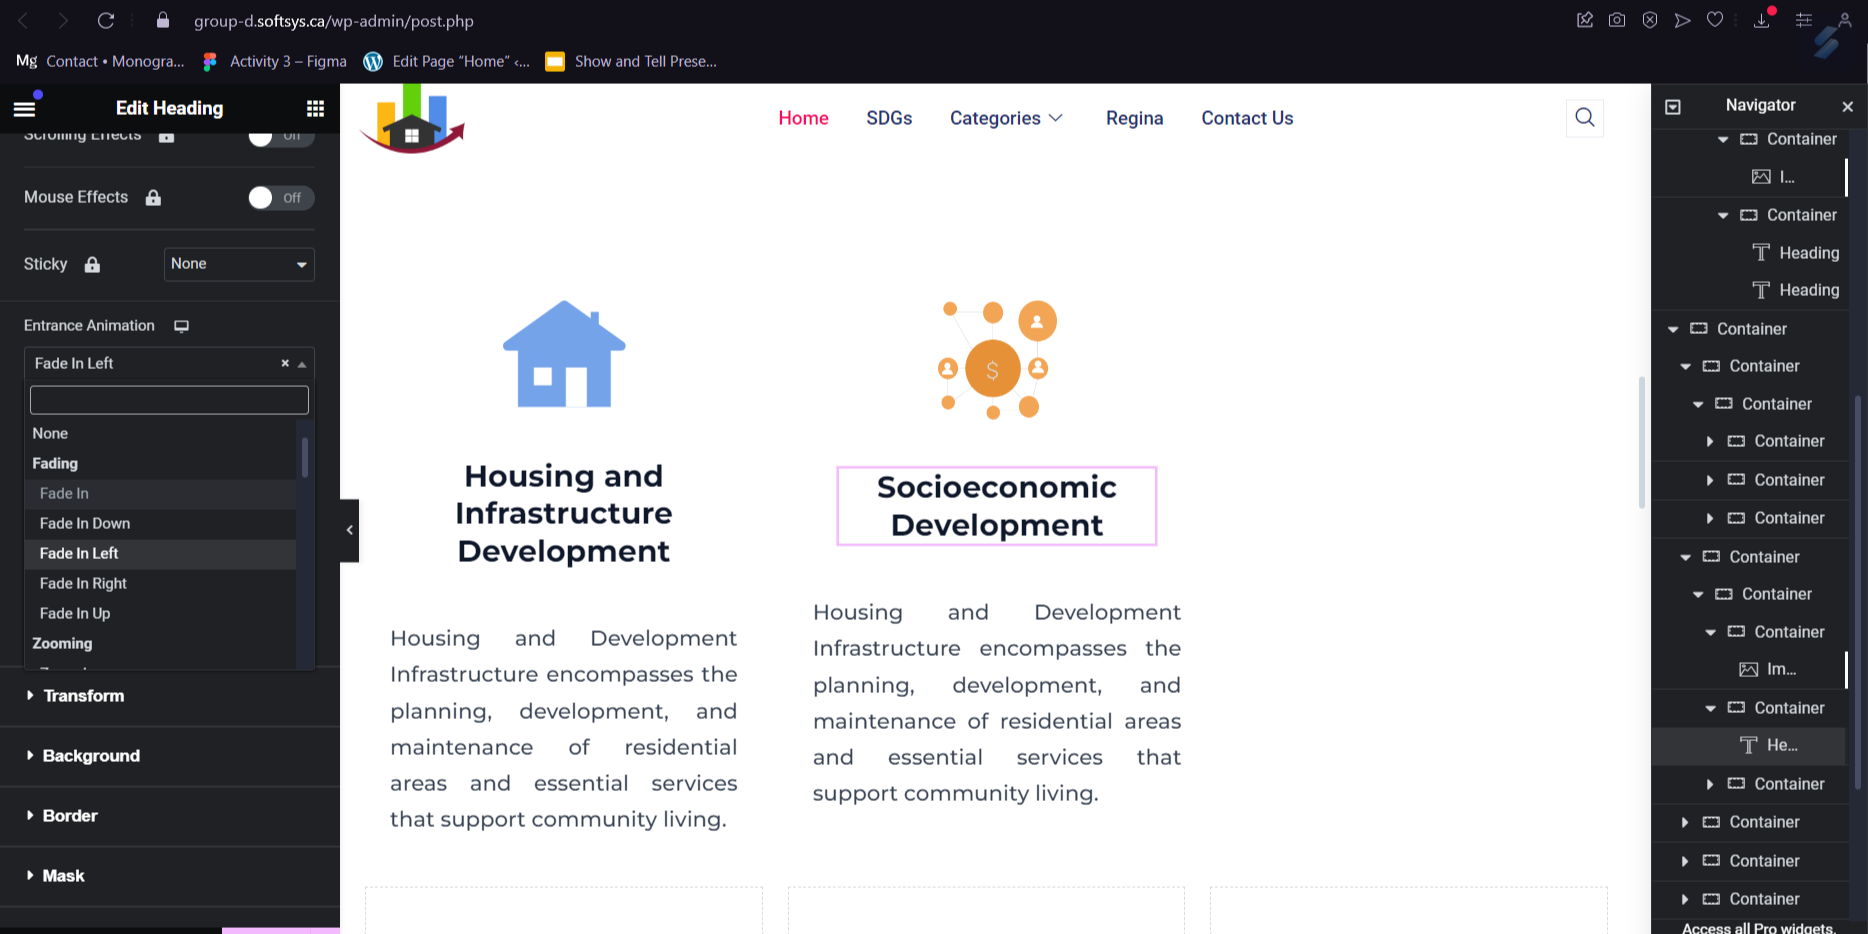 group-d.softsys.ca/wp-admin/post.php
Mg Contact • Monogra...
Activity 3 – Figma
Edit Page “Home” ‹...
Show and Tell Prese...
Edit Heading
Scrolling Effects
Off
Mouse Effects
Off
Sticky
None
Entrance Animation
Fade In Left
×
None
Fading
Fade In
Fade In Down
Fade In Left
Fade In Right
Fade In Up
Zooming
Transform
Background
Border
Mask
Home
SDGs
Categories
Regina
Contact Us
$
Housing and
Infrastructure
Development
Housing and Development
Infrastructure encompasses the
planning, development, and
maintenance of residential
areas and essential services
that support community living.
Socioeconomic
Development
Housing and Development
Infrastructure encompasses the
planning, development, and
maintenance of residential areas
and essential services that
support community living.
Navigator
Container
I...
Container
Heading
Heading
Container
Container
Container
Container
Container
Container
Container
Container
Container
Im...
Container
He...
Container
Container
Container
Container
Access all Pro widgets.